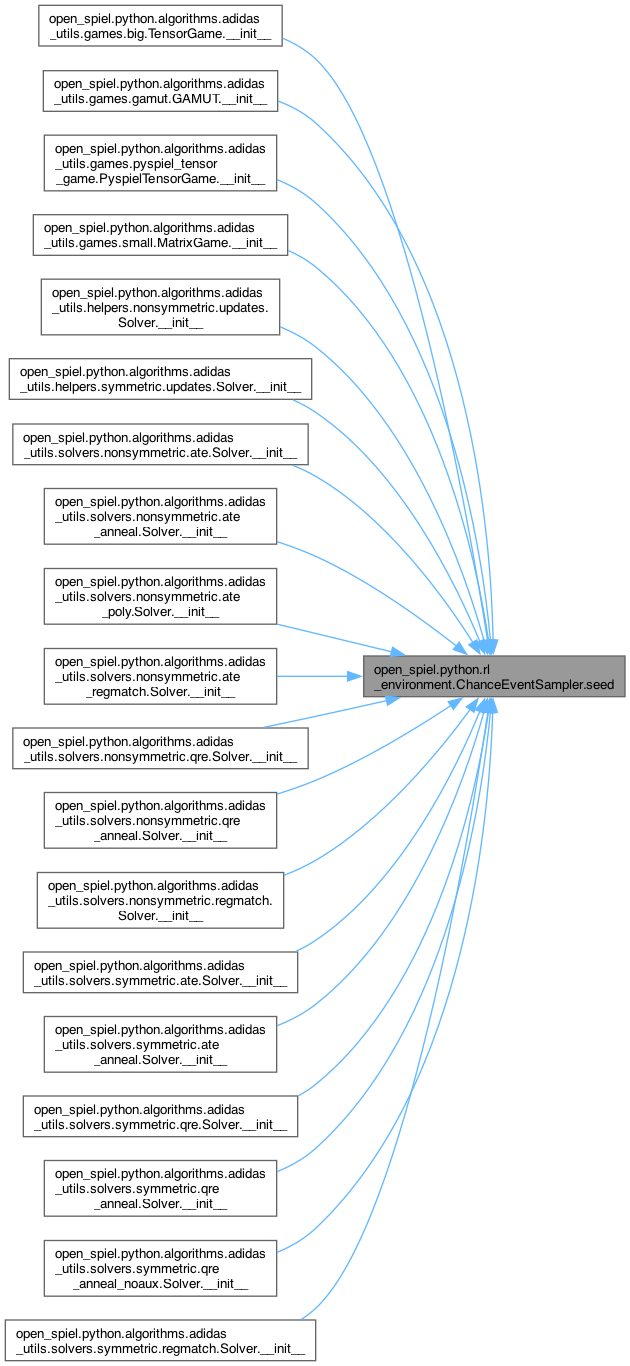 open_spiel.python.algorithms.adidas
_utils.games.big.TensorGame.__init__
open_spiel.python.algorithms.adidas
_utils.games.gamut.GAMUT.__init__
open_spiel.python.algorithms.adidas
_utils.games.pyspiel_tensor
_game.PyspielTensorGame.__init__
open_spiel.python.algorithms.adidas
_utils.games.small.MatrixGame.__init__
open_spiel.python.algorithms.adidas
_utils.helpers.nonsymmetric.updates.
Solver.__init__
open_spiel.python.algorithms.adidas
_utils.helpers.symmetric.updates.Solver.__init__
open_spiel.python.algorithms.adidas
_utils.solvers.nonsymmetric.ate.Solver.__init__
open_spiel.python.algorithms.adidas
_utils.solvers.nonsymmetric.ate
_anneal.Solver.__init__
open_spiel.python.algorithms.adidas
_utils.solvers.nonsymmetric.ate
_poly.Solver.__init__
open_spiel.python.algorithms.adidas
_utils.solvers.nonsymmetric.ate
_regmatch.Solver.__init__
open_spiel.python.rl
_environment.ChanceEventSampler.seed
open_spiel.python.algorithms.adidas
_utils.solvers.nonsymmetric.qre.Solver.__init__
open_spiel.python.algorithms.adidas
_utils.solvers.nonsymmetric.qre
_anneal.Solver.__init__
open_spiel.python.algorithms.adidas
_utils.solvers.nonsymmetric.regmatch.
Solver.__init__
open_spiel.python.algorithms.adidas
_utils.solvers.symmetric.ate.Solver.__init__
open_spiel.python.algorithms.adidas
_utils.solvers.symmetric.ate
_anneal.Solver.__init__
open_spiel.python.algorithms.adidas
_utils.solvers.symmetric.qre.Solver.__init__
open_spiel.python.algorithms.adidas
_utils.solvers.symmetric.qre
_anneal.Solver.__init__
open_spiel.python.algorithms.adidas
_utils.solvers.symmetric.qre
_anneal_noaux.Solver.__init__
open_spiel.python.algorithms.adidas
_utils.solvers.symmetric.regmatch.Solver.__init__